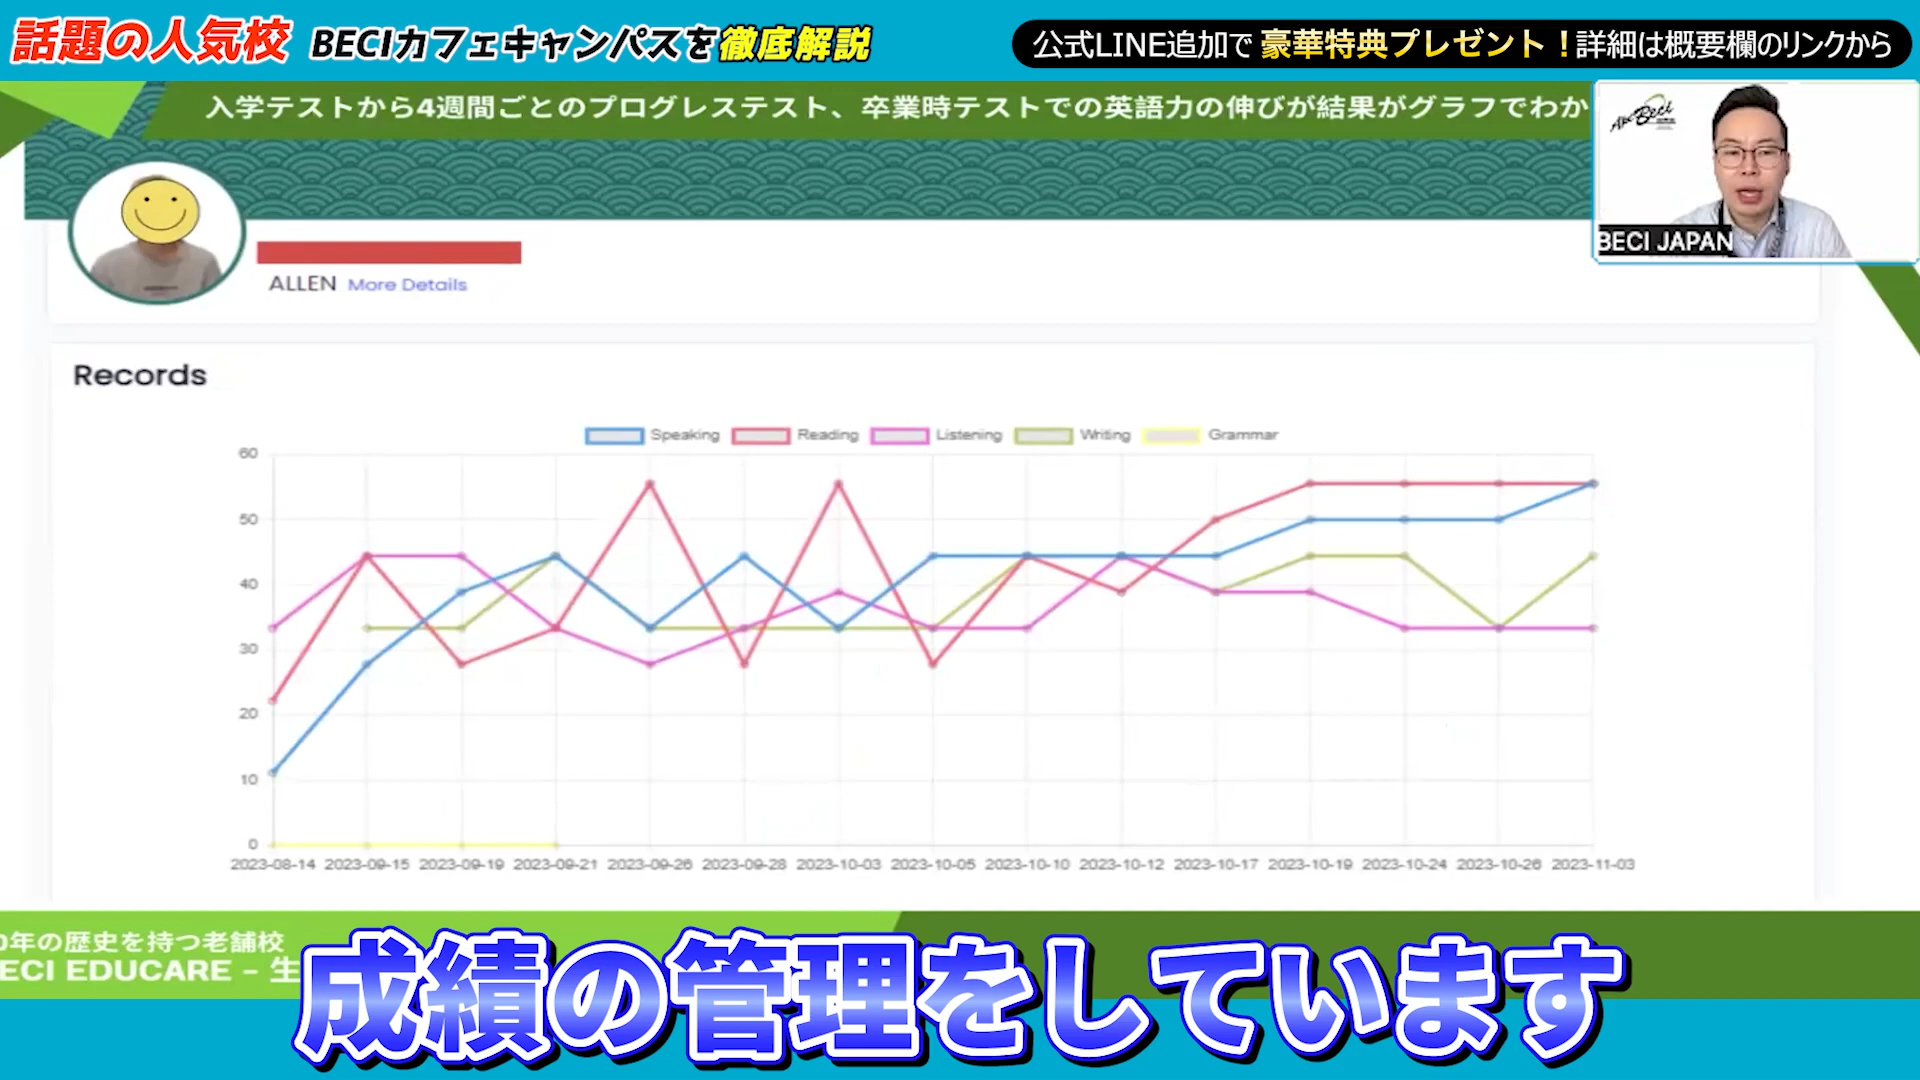 話題の人気校 BECIカフェキャンパスを徹底解説
公式LINE追加で 豪華特典プレゼント！詳細は概要欄のリンクから
入学テストから4週間ごとのプログレステスト、卒業時テストでの英語力の伸びが結果がグラフでわか
Beci
BECI JAPAN
ALLEN More Details
Records
Speaking Reading Listening Writing Grammar
60
50
40
30
20
10
0
2023-08-14 2023-09-15 2023-09-19 2023-09-21 2023-09-26 2023-09-28 2023-10-03 2023-10-05 2023-10-10 2023-10-12 2023-10-17 2023-10-19 2023-10-24 2023-10-26 2023-11-03
0年の歴史を持つ老舗校
ECI EDUCARE – 生
成績の管理をしています